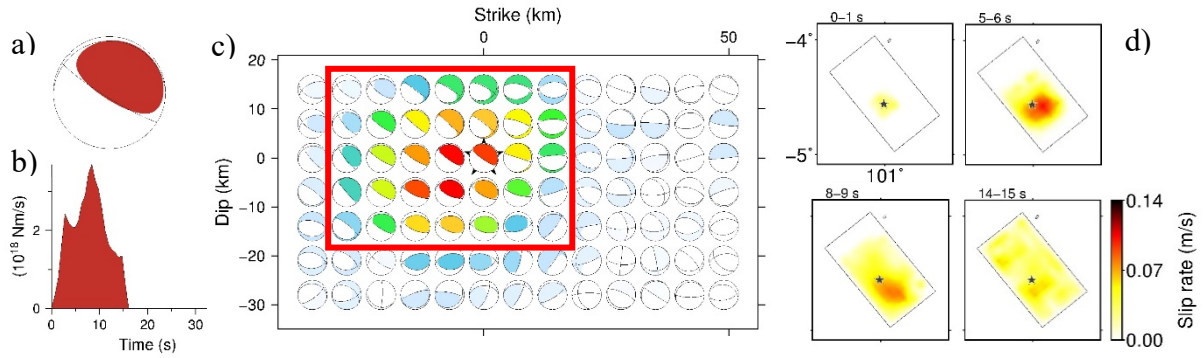 a)
b)
(10¹⁸ Nm/s)
2
0
0 10 20 30
Time (s)
c)
Strike (km)
0 50
20
10
0
−10
−20
−30
Dip (km)
d)
0−1 s
5−6 s
−4°
−5°
101°
8−9 s
14−15 s
0.14
0.07
0.00
Slip rate (m/s)